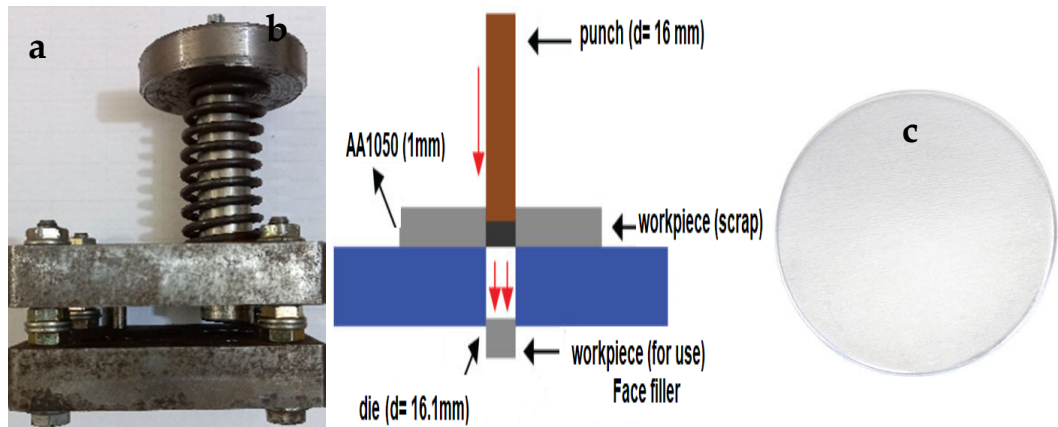 a
b
punch (d= 16 mm)
AA1050 (1mm)
workpiece (scrap)
workpiece (for use)
Face filler
die (d= 16.1mm)
c